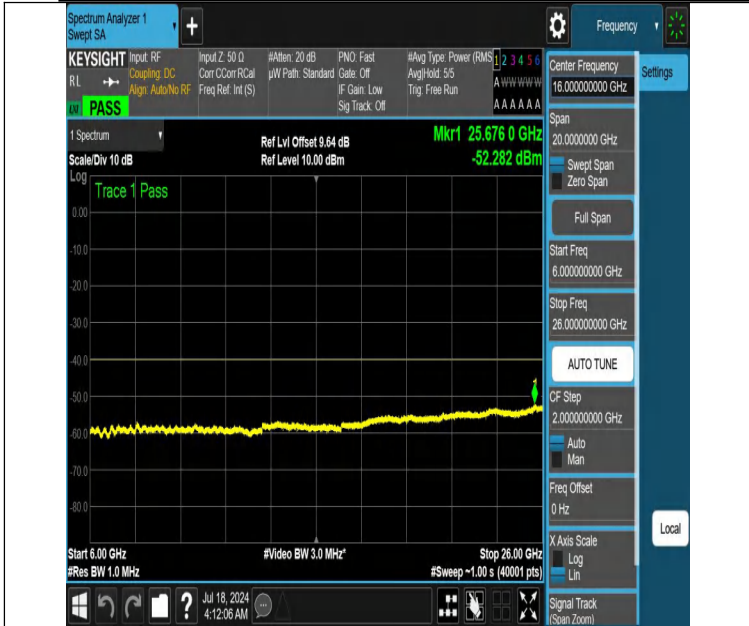 Spectrum Analyzer 1
Swept SA
Frequency
KEYSIGHT
RL
PASS
Input: RF
Coupling: DC
Align: Auto/No RF
Input Z: 50 Ω
Corr CCorr RCal
Freq Ref: Int (S)
#Atten: 20 dB
µW Path: Standard
PNO: Fast
Gate: Off
IF Gain: Low
Sig Track: Off
#Avg Type: Power (RMS
Avg|Hold: 5/5
Trig: Free Run
1 2 3 4 5 6
A W W W W W
A A A A A A
1 Spectrum
Scale/Div 10 dB
Ref Lvl Offset 9.64 dB
Ref Level 10.00 dBm
Mkr1 25.676 0 GHz
-52.282 dBm
Log
Trace 1 Pass
0.00
-10.0
-20.0
-30.0
-40.0
-50.0
-60.0
-70.0
-80.0
1
Start 6.00 GHz
#Res BW 1.0 MHz
#Video BW 3.0 MHz*
Stop 26.00 GHz
#Sweep ~1.00 s (40001 pts)
Center Frequency
16.000000000 GHz
Settings
Span
20.0000000 GHz
Swept Span
Zero Span
Full Span
Start Freq
6.000000000 GHz
Stop Freq
26.000000000 GHz
AUTO TUNE
CF Step
2.000000000 GHz
Auto
Man
Freq Offset
0 Hz
X Axis Scale
Log
Lin
Signal Track
(Span Zoom)
Local
?
Jul 18, 2024
4:12:06 AM